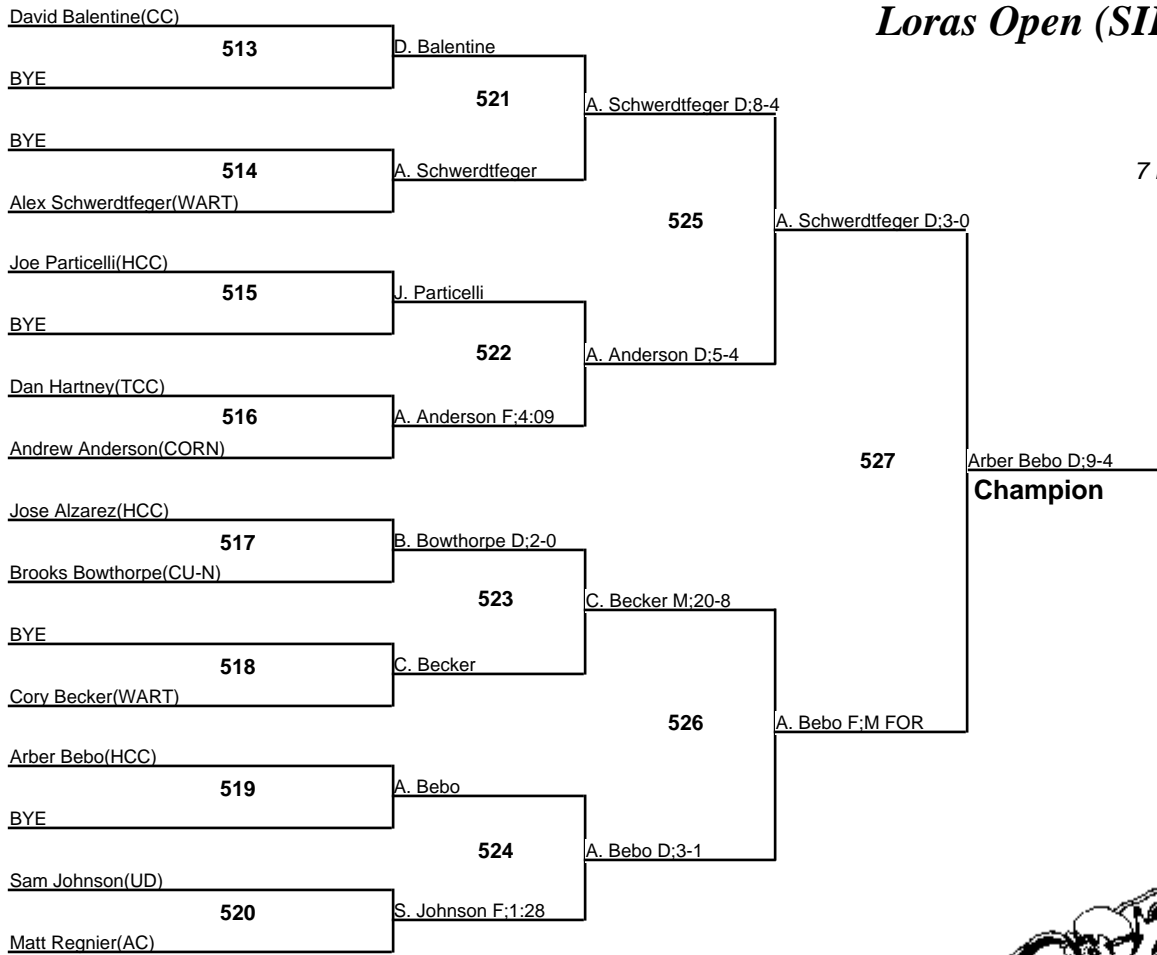 David Balentine(CC)
Loras Open (SIL
513
D. Balentine
BYE
521
A. Schwerdtfeger D;8-4
BYE
514
A. Schwerdtfeger
7
Alex Schwerdtfeger(WART)
525
A. Schwerdtfeger D;3-0
Joe Particelli(HCC)
515
J. Particelli
BYE
522
A. Anderson D;5-4
Dan Hartney(TCC)
516
A. Anderson F;4:09
Andrew Anderson(CORN)
527
Arber Bebo D;9-4
Champion
Jose Alzarez(HCC)
517
B. Bowthorpe D;2-0
Brooks Bowthorpe(CU-N)
523
C. Becker M;20-8
BYE
518
C. Becker
Cory Becker(WART)
526
A. Bebo F;M FOR
Arber Bebo(HCC)
519
A. Bebo
BYE
524
A. Bebo D;3-1
Sam Johnson(UD)
520
S. Johnson F;1:28
Matt Regnier(AC)